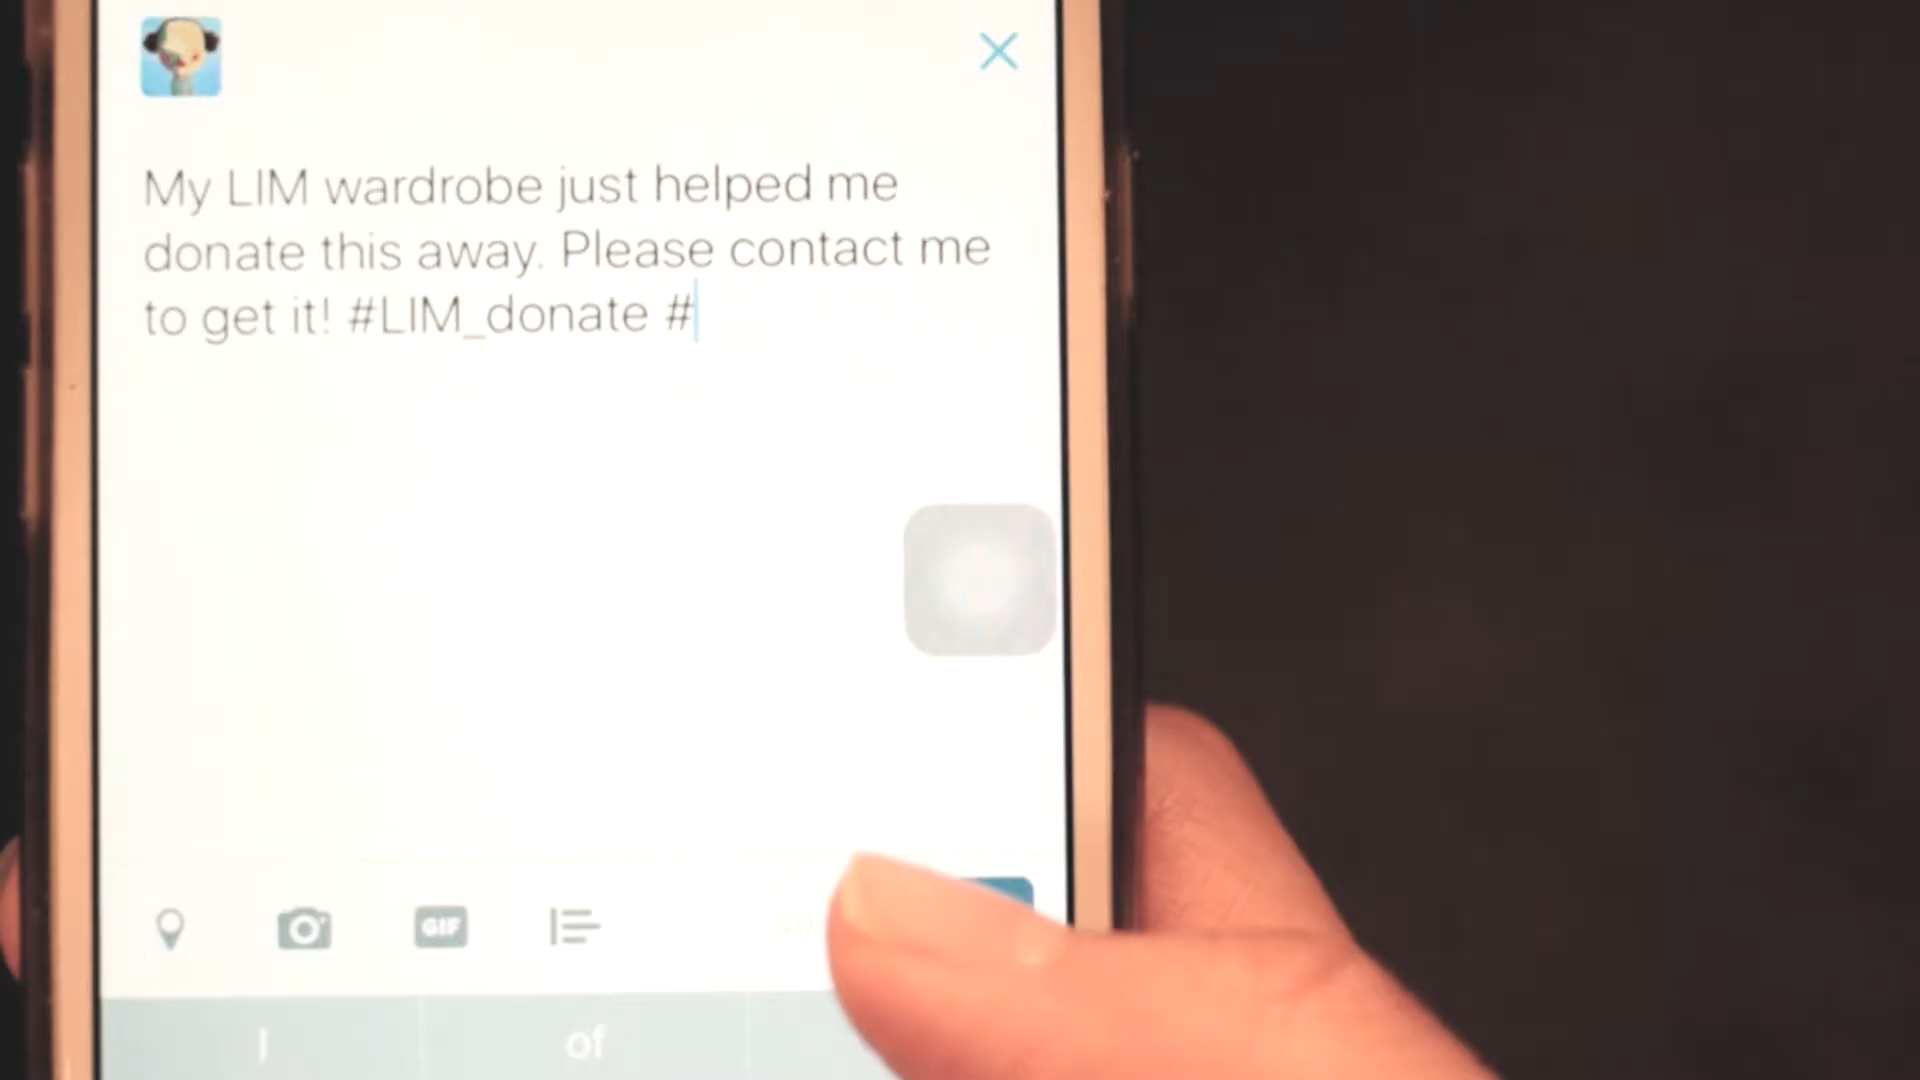 My LIM wardrobe just helped me
donate this away. Please contact me
to get it! #LIM_donate #
GIF
I
of